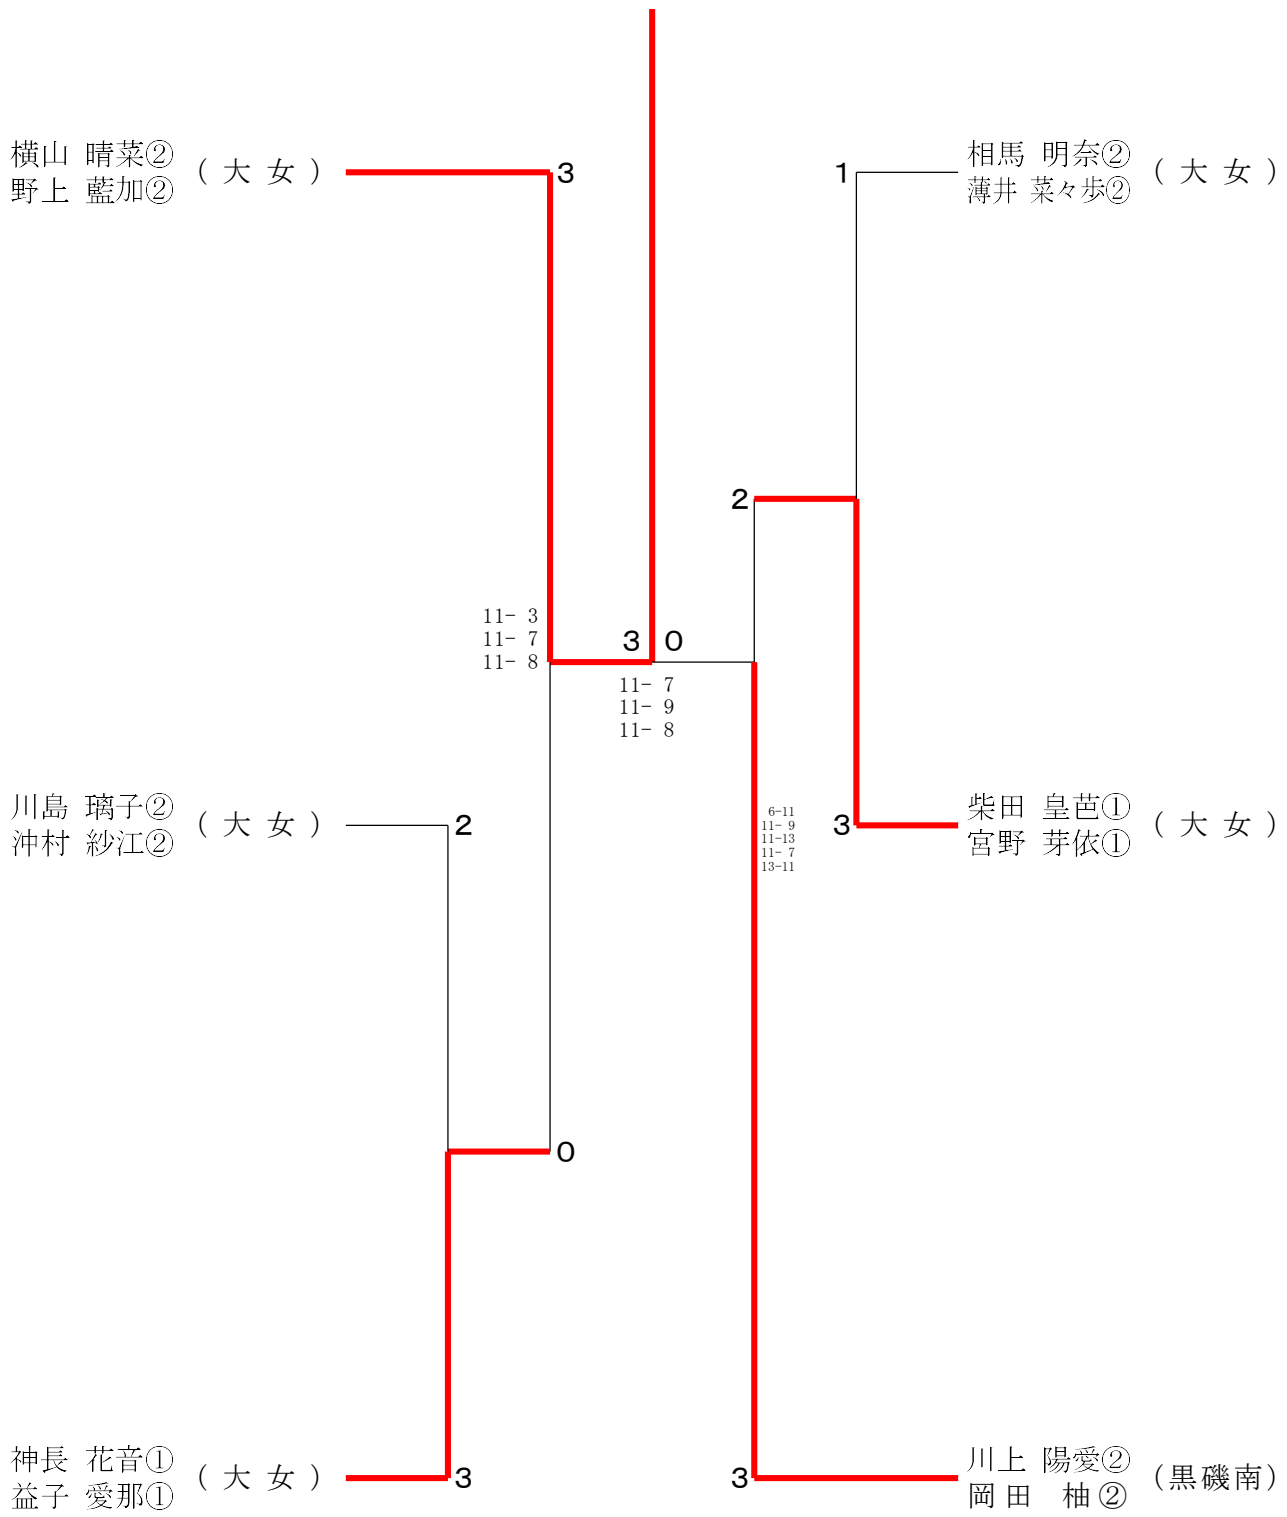 横山 晴菜②
野上 藍加②
( 大 女 )
3
1
相馬 明奈②
薄井 菜々歩②
( 大 女 )
2
11- 3
11- 7
11- 8
3 0
11- 7
11- 9
11- 8
川島 璃子②
沖村 紗江②
( 大 女 )
2
6-11
11- 9
11-13
11- 7
13-11
3
柴田 皇芭①
宮野 芽依①
( 大 女 )
0
神長 花音①
益子 愛那①
( 大 女 )
3
3
川上 陽愛②
岡田 柚②
(黒磯南)